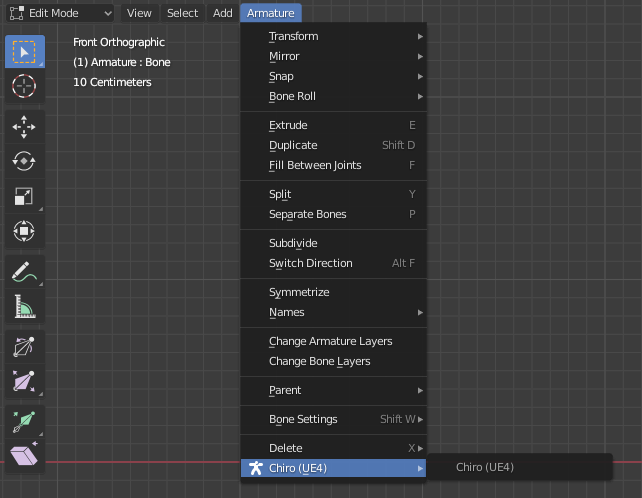 Edit Mode View Select Add Armature
Front Orthographic
(1) Armature : Bone
10 Centimeters
Transform
Mirror
Snap
Bone Roll
Extrude E
Duplicate Shift D
Fill Between Joints F
Split Y
Separate Bones P
Subdivide
Switch Direction Alt F
Symmetrize
Names
Change Armature Layers
Change Bone Layers
Parent
Bone Settings Shift W
Delete X
Chiro (UE4) Chiro (UE4)